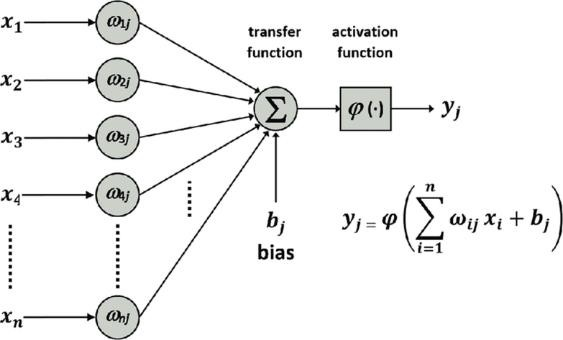 x₁ ω₁ⱼ
transfer function
activation function
x₂ ω₂ⱼ
Σ φ(·) yⱼ
x₃ ω₃ⱼ
x₄ ω₄ⱼ
bⱼ
bias
yⱼ = φ(∑ᵢ₌₁ⁿ ωᵢⱼ xᵢ + bⱼ)
xₙ ωₙⱼ